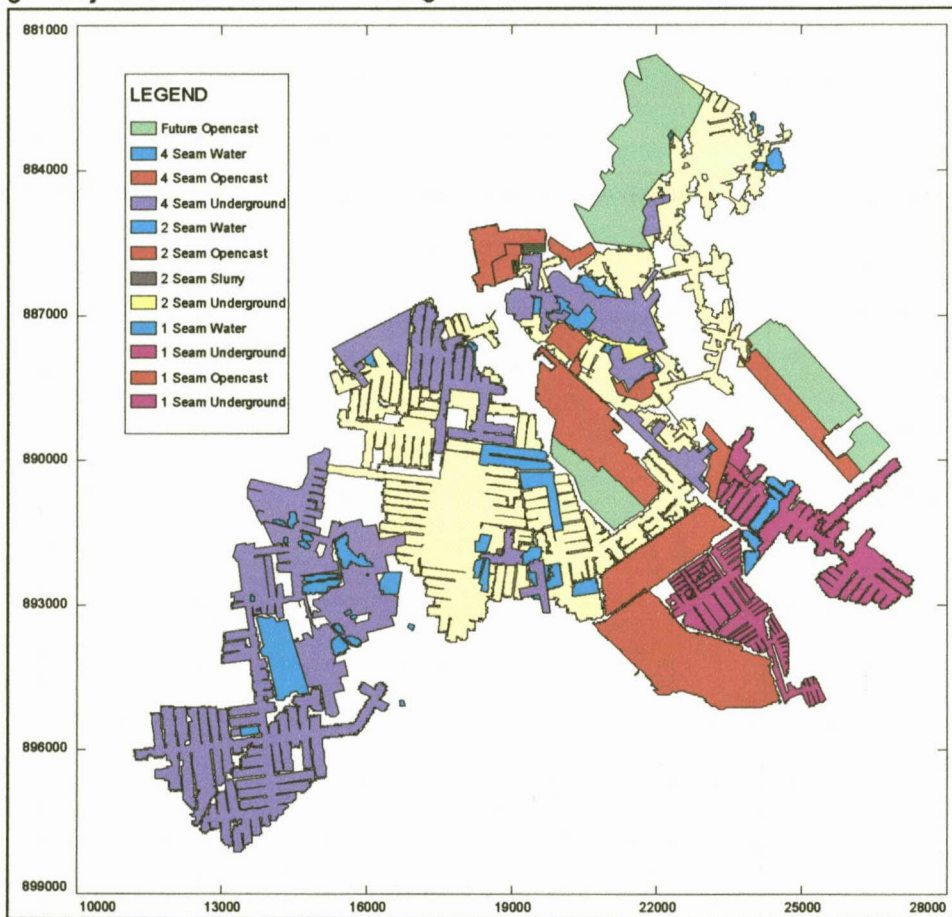 881000
LEGEND
Future Opencast
4 Seam Water
4 Seam Opencast
4 Seam Underground
2 Seam Water
2 Seam Opencast
2 Seam Slurry
2 Seam Underground
1 Seam Water
1 Seam Underground
1 Seam Opencast
1 Seam Underground
884000
887000
890000
893000
896000
899000
10000 13000 16000 19000 22000 25000 28000